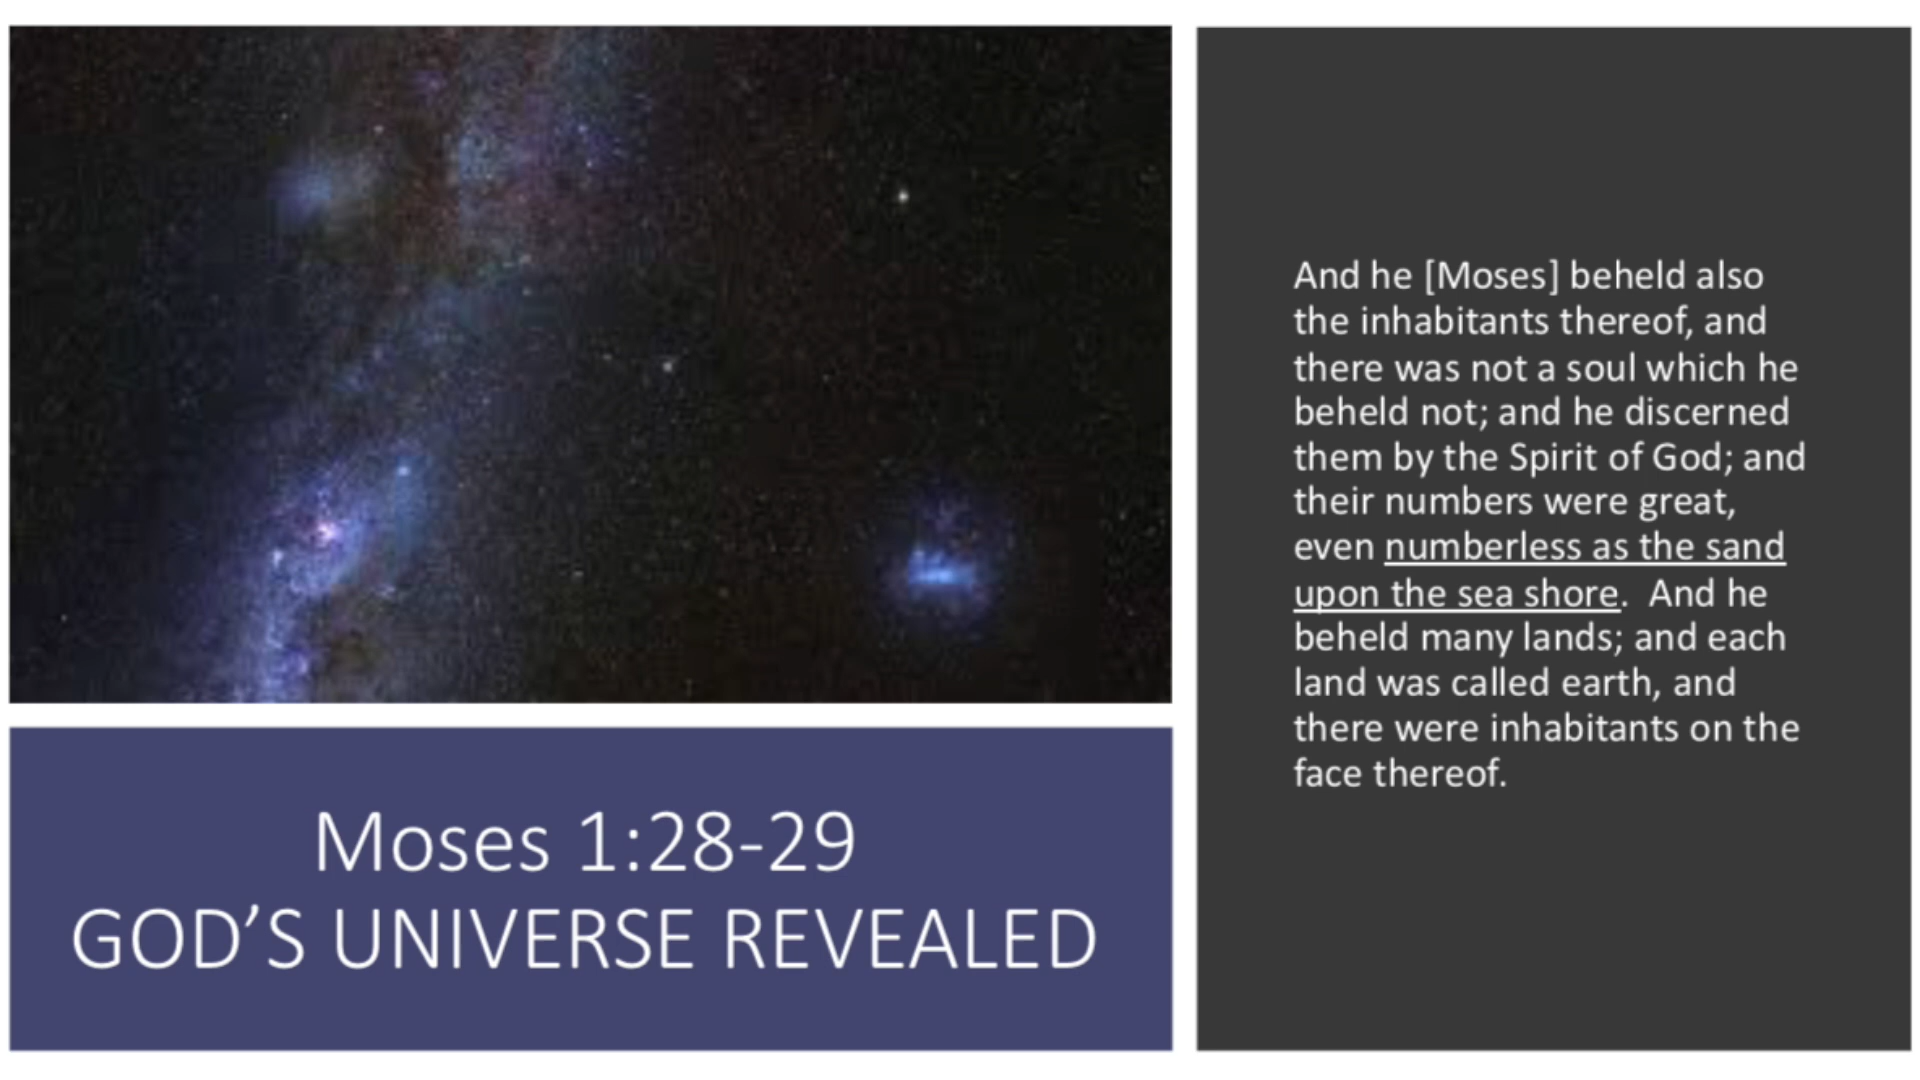 Moses 1:28-29
GOD’S UNIVERSE REVEALED
And he [Moses] beheld also
the inhabitants thereof, and
there was not a soul which he
beheld not; and he discerned
them by the Spirit of God; and
their numbers were great,
even numberless as the sand
upon the sea shore.  And he
beheld many lands; and each
land was called earth, and
there were inhabitants on the
face thereof.